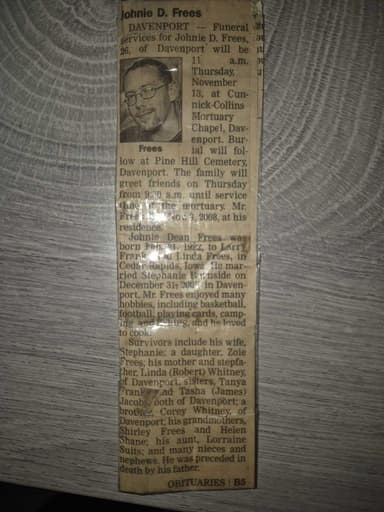 Johnie D. Frees
DAVENPORT — Funeral
services for Johnie D. Frees,
26, of Davenport will be
11 a.m.
Thursday,
November
13, at Cun-
nick-Collins
Mortuary
Chapel, Dav-
enport. Bur-
Frees
ial will fol-
low at Pine Hill Cemetery,
Davenport. The family will
greet friends on Thursday
from a.m. until service
the mortuary. Mr.
2008, at his
residence.
Johnie Dean Frees was
born to
Linda Frees, in
Cedar Rapids, Iowa. He mar-
ried Stephanie on
December 31, in Daven-
port. Mr. Frees enjoyed many
hobbies, including basketball,
football, playing cards, camp-
ing and fishing, and he loved
to cook.
Survivors include his wife,
Stephanie; a daughter, Zoie
Frees; his mother and stepfa-
ther, Linda (Robert) Whitney,
of Davenport, sisters, Tanya
and Tasha (James)
both of Davenport; a
brother, Corey Whitney, of
Davenport; his grandmothers,
Shirley Frees and Helen
Shane; his aunt, Lorraine
Suits; and many nieces and
nephews. He was preceded in
death by his father.
OBITUARIES | B5